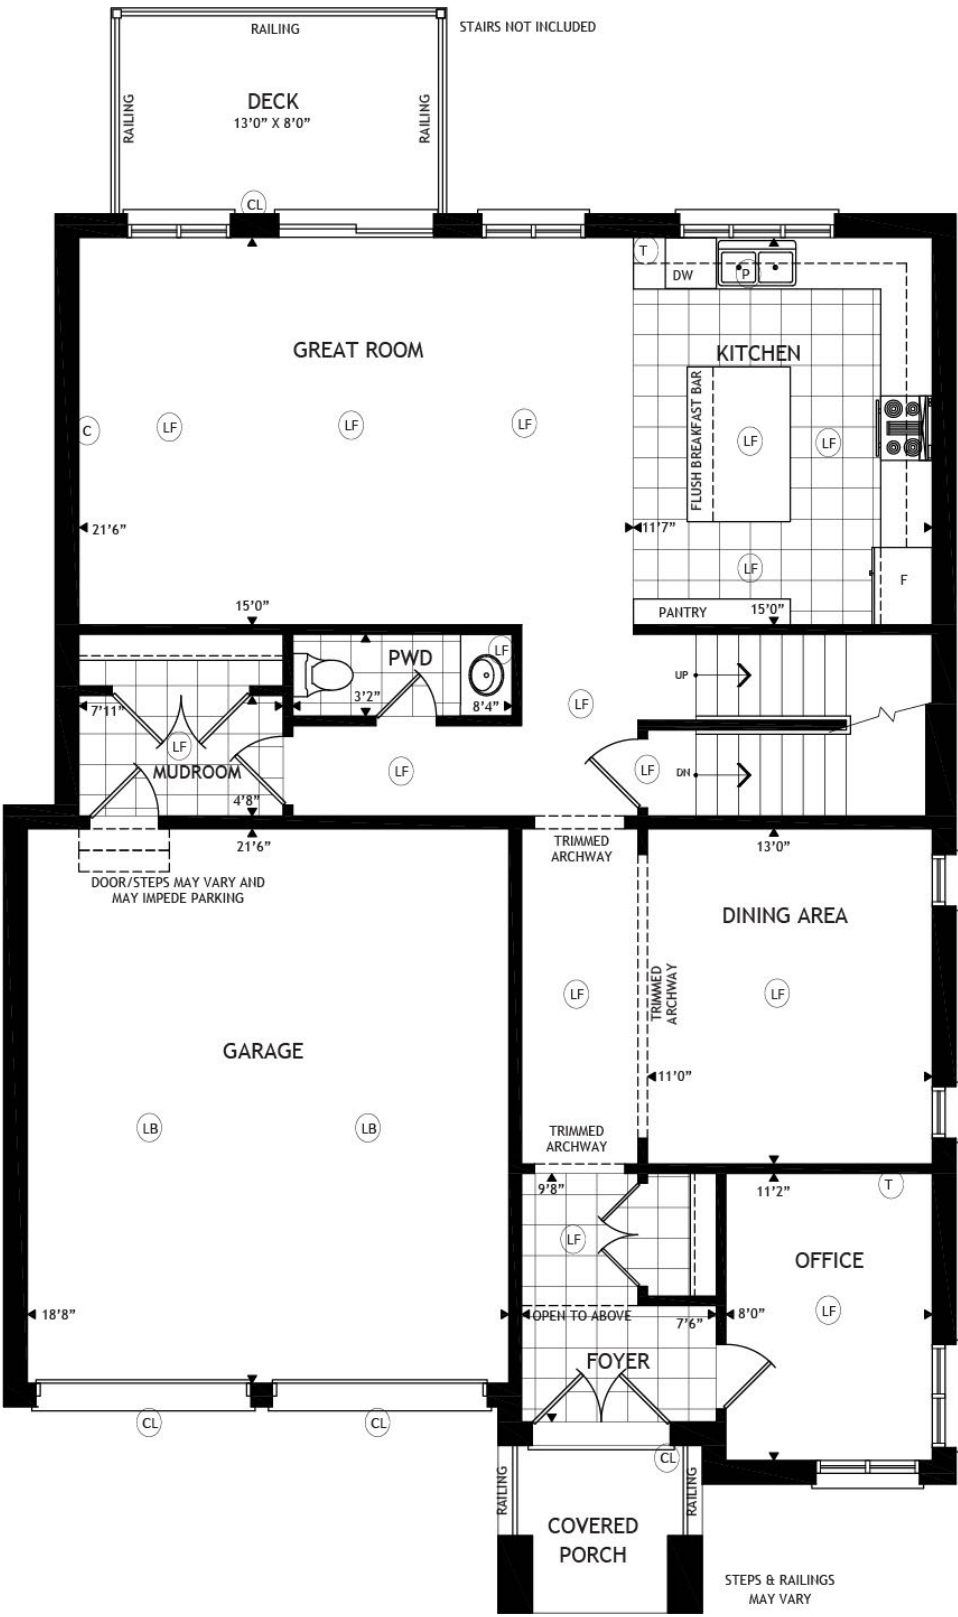 RAILING
STAIRS NOT INCLUDED
DECK
13'0" X 8'0"
RAILING
RAILING
CL
T
DW
P
GREAT ROOM
KITCHEN
FLUSH BREAKFAST BAR
C
LF
LF
LF
LF
LF
21'6"
11'7"
LF
F
15'0"
PANTRY
15'0"
PWD
LF
UP
3'2"
8'4"
7'11"
LF
LF
MUDROOM
LF
LF
DN
4'8"
21'6"
TRIMMED
ARCHWAY
13'0"
DOOR/STEPS MAY VARY AND
MAY IMPEDE PARKING
DINING AREA
LF
TRIMMED
ARCHWAY
LF
GARAGE
11'0"
LB
LB
TRIMMED
ARCHWAY
9'8"
11'2"
T
LF
OFFICE
18'8"
OPEN TO ABOVE
7'6"
8'0"
LF
FOYER
CL
CL
CL
RAILING
RAILING
COVERED
PORCH
STEPS & RAILINGS
MAY VARY